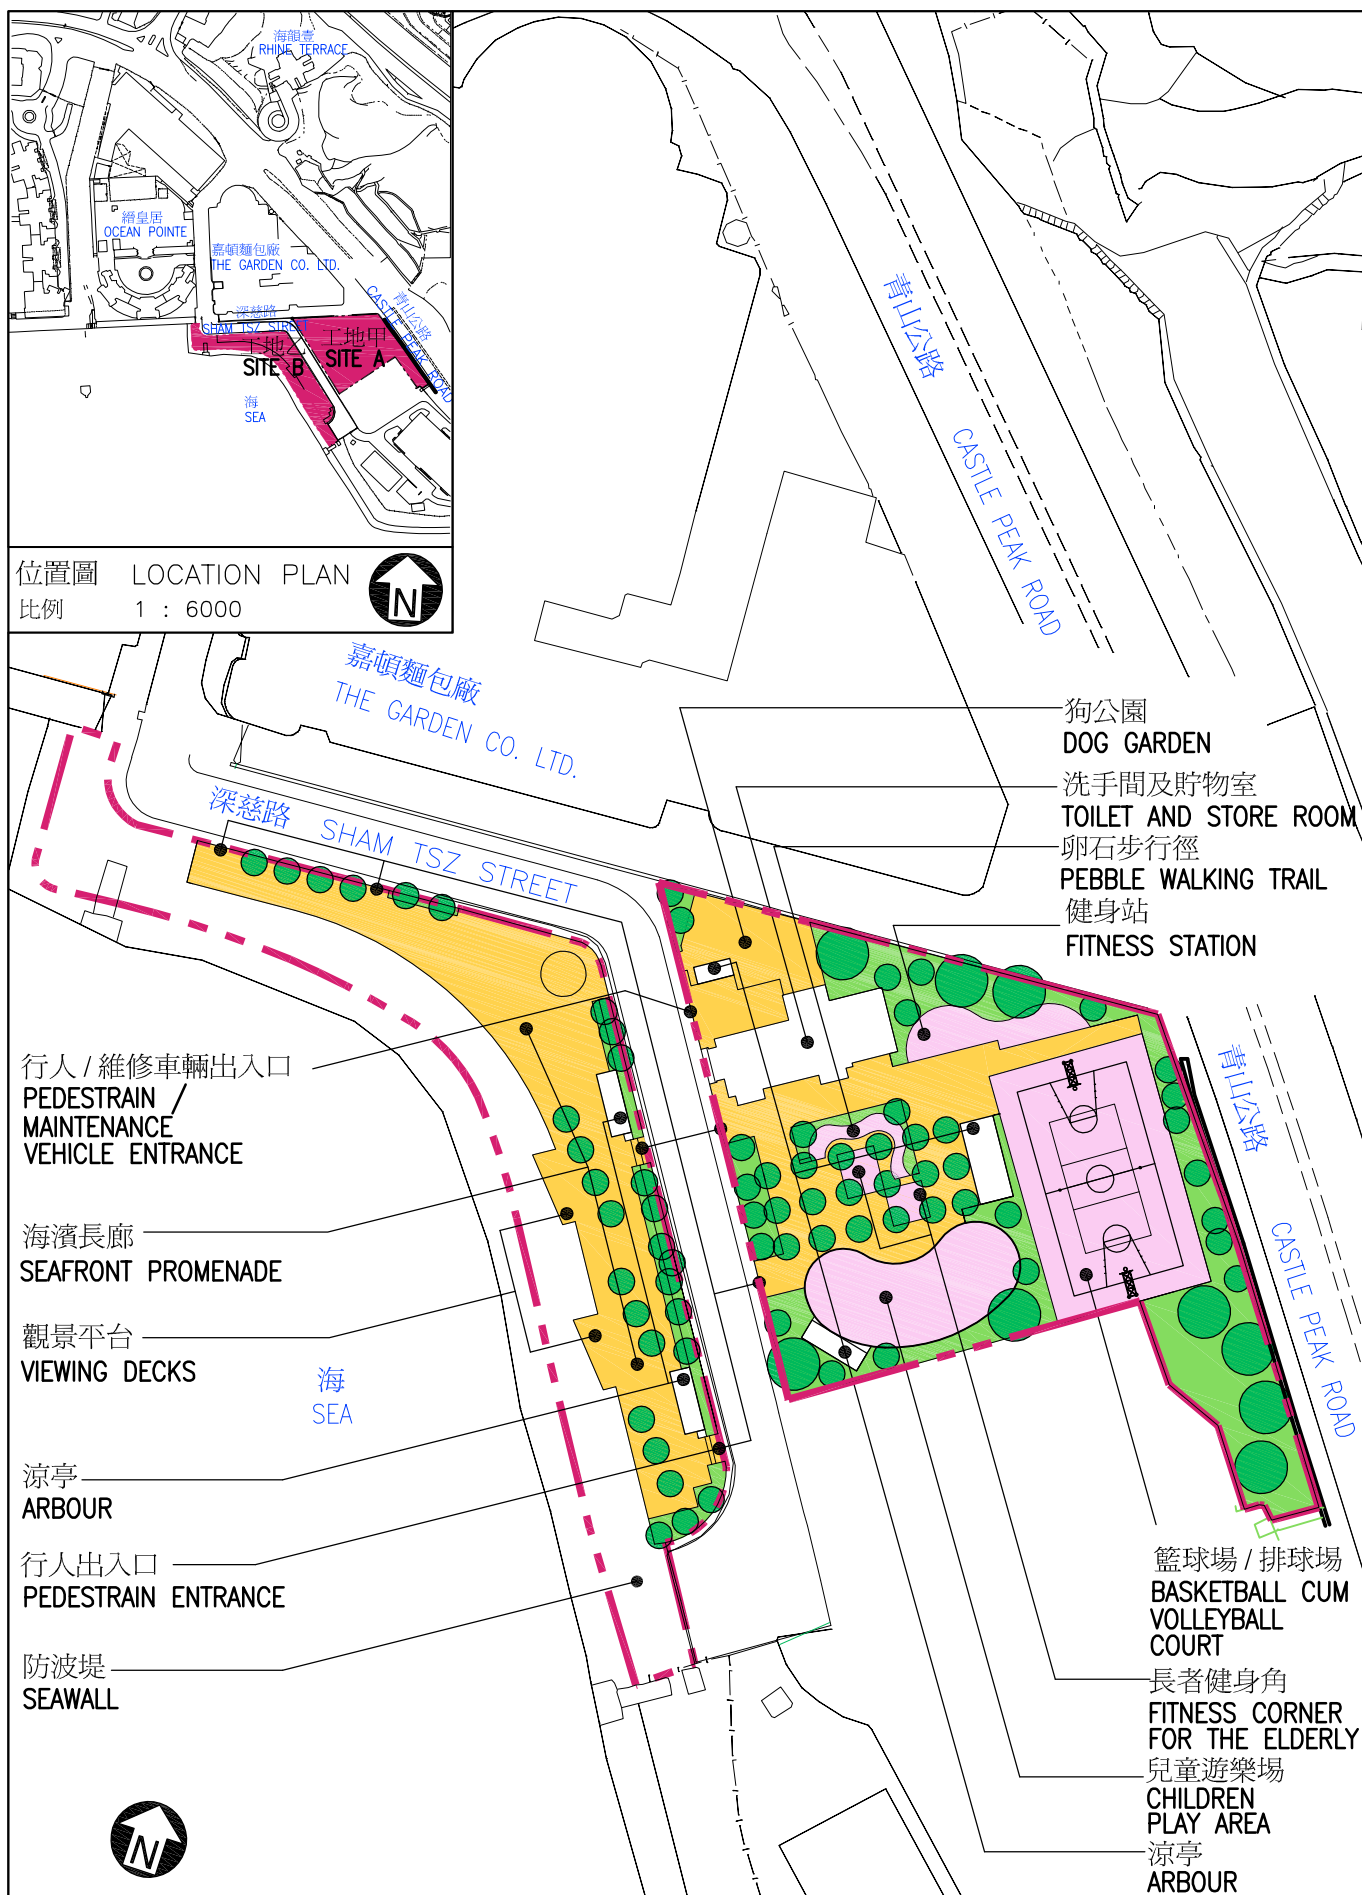 海韻臺
RHINE TERRACE
縉皇居
OCEAN POINTE
嘉頓麵包廠
THE GARDEN CO. LTD.
深慈路
SHAM TSZ STREET
青山公路
CASTLE PEAK ROAD
工地乙
SITE B
工地甲
SITE A
海
SEA
位置圖 LOCATION PLAN
比例 1 : 6000
N
青山公路
CASTLE PEAK ROAD
嘉頓麵包廠
THE GARDEN CO. LTD.
深慈路 SHAM TSZ STREET
狗公園
DOG GARDEN
洗手間及貯物室
TOILET AND STORE ROOM
卵石步行徑
PEBBLE WALKING TRAIL
健身站
FITNESS STATION
行人 / 維修車輛出入口
PEDESTRAIN /
MAINTENANCE
VEHICLE ENTRANCE
海濱長廊
SEAFRONT PROMENADE
觀景平台
VIEWING DECKS
海
SEA
涼亭
ARBOUR
行人出入口
PEDESTRAIN ENTRANCE
防波堤
SEAWALL
青山公路
CASTLE PEAK ROAD
籃球場 / 排球場
BASKETBALL CUM
VOLLEYBALL
COURT
長者健身角
FITNESS CORNER
FOR THE ELDERLY
兒童遊樂場
CHILDREN
PLAY AREA
涼亭
ARBOUR
N